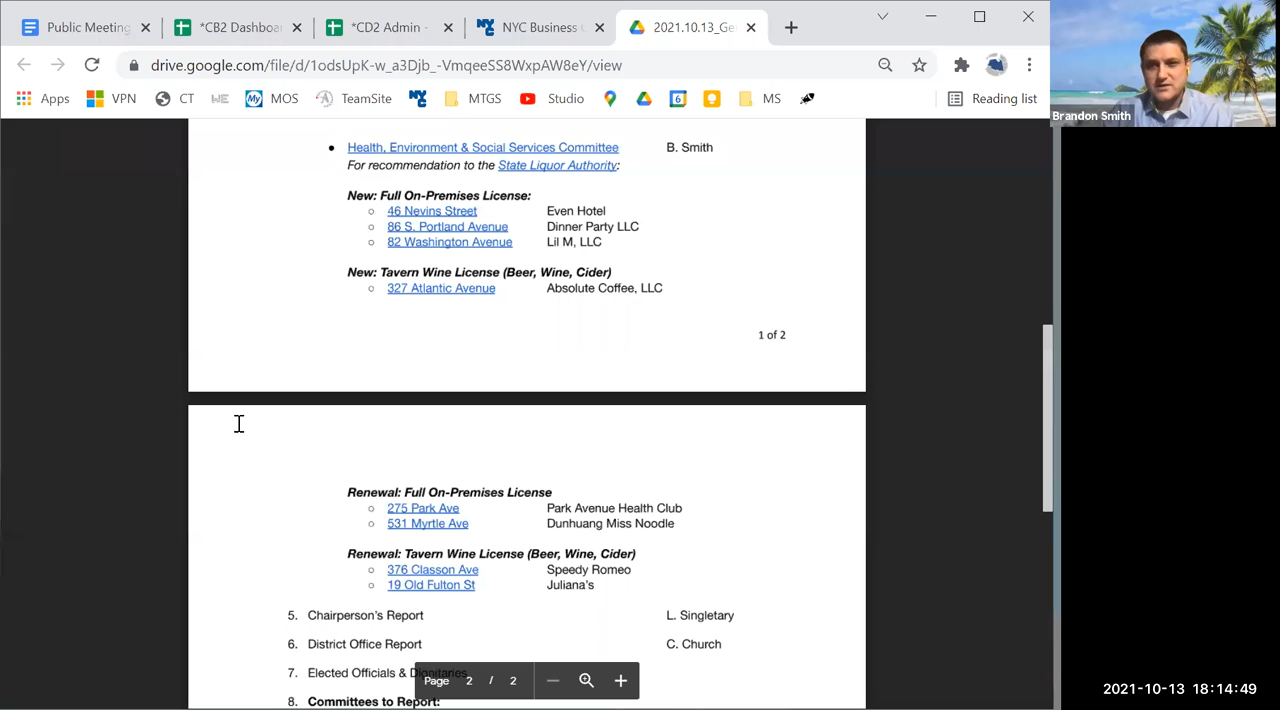 Public Meeting
*CB2 Dashboa
*CD2 Admin -
NYC Business
2021.10.13_Ge
drive.google.com/file/d/1odsUpK-w_a3Djb_-VmqeeSS8WxpAW8eY/view
Apps VPN CT WE MOS TeamSite MTGS Studio 6 MS Reading list
Brandon Smith
• Health, Environment & Social Services Committee B. Smith
For recommendation to the State Liquor Authority:
New: Full On-Premises License:
46 Nevins Street Even Hotel
86 S. Portland Avenue Dinner Party LLC
82 Washington Avenue Lil M, LLC
New: Tavern Wine License (Beer, Wine, Cider)
327 Atlantic Avenue Absolute Coffee, LLC
1 of 2
Renewal: Full On-Premises License
275 Park Ave Park Avenue Health Club
531 Myrtle Ave Dunhuang Miss Noodle
Renewal: Tavern Wine License (Beer, Wine, Cider)
376 Classon Ave Speedy Romeo
19 Old Fulton St Juliana's
5. Chairperson's Report L. Singletary
6. District Office Report C. Church
7. Elected Officials & Dignitaries
Page 2 / 2
8. Committees to Report:
2021-10-13 18:14:49